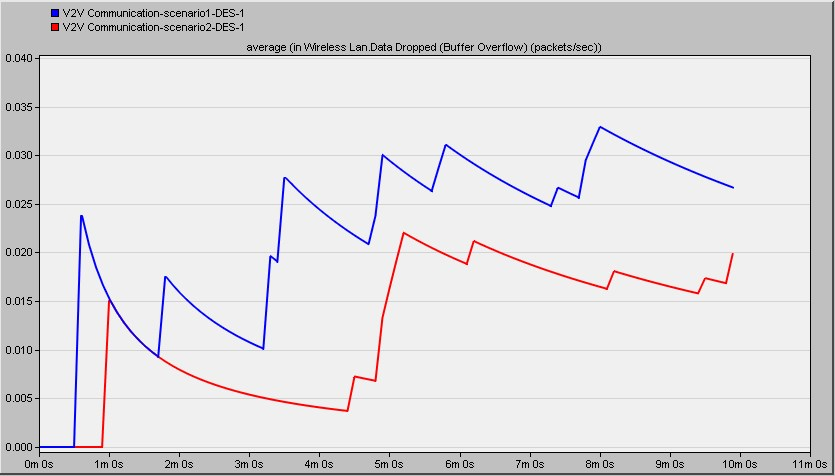 V2V Communication-scenario1-DES-1
V2V Communication-scenario2-DES-1
average (in Wireless Lan.Data Dropped (Buffer Overflow) (packets/sec))
0.040
0.035
0.030
0.025
0.020
0.015
0.010
0.005
0.000
0m 0s 1m 0s 2m 0s 3m 0s 4m 0s 5m 0s 6m 0s 7m 0s 8m 0s 9m 0s 10m 0s 11m 0s